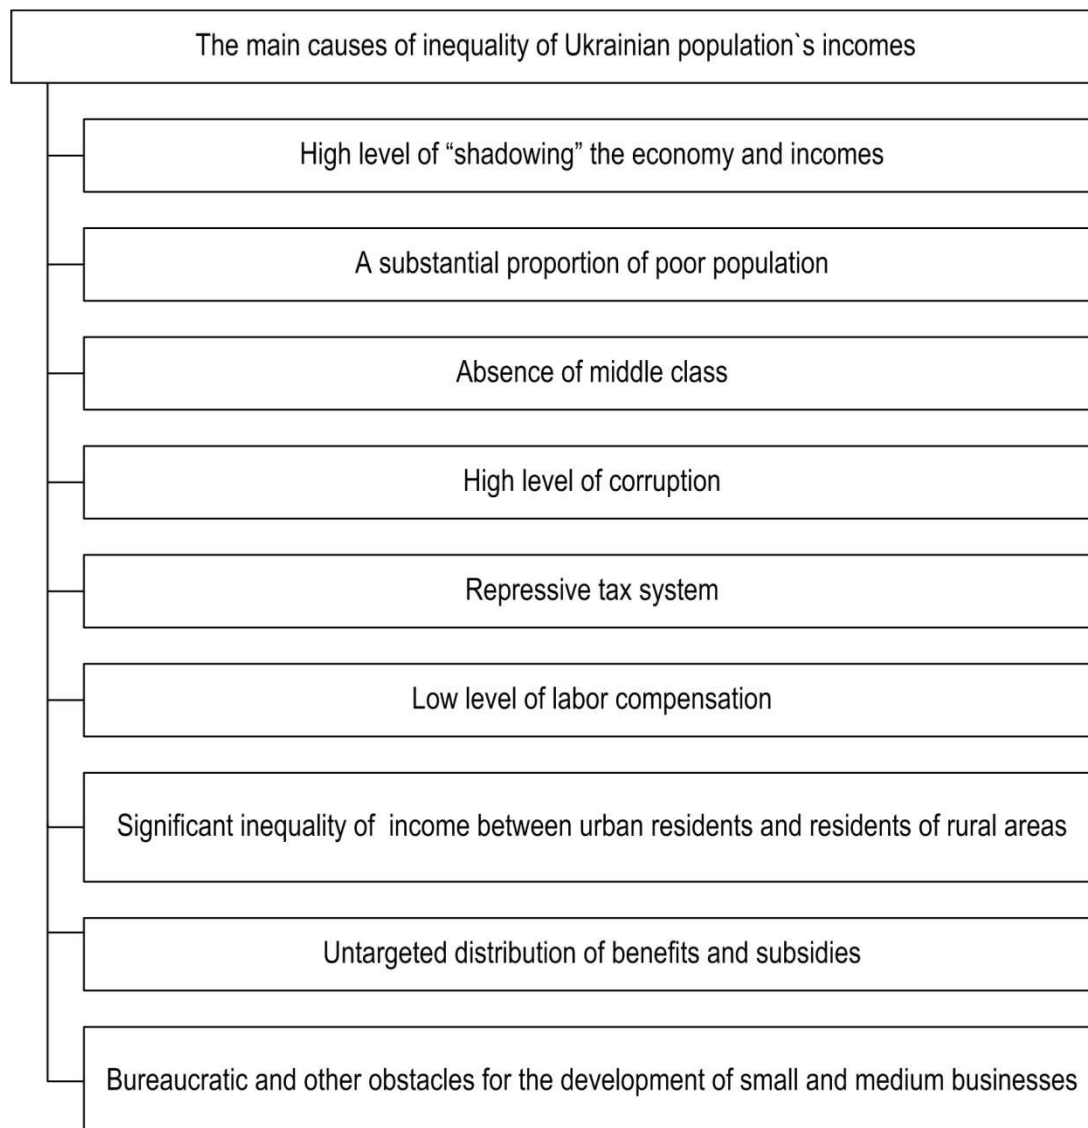 The main causes of inequality of Ukrainian population`s incomes
High level of “shadowing” the economy and incomes
A substantial proportion of poor population
Absence of middle class
High level of corruption
Repressive tax system
Low level of labor compensation
Significant inequality of  income between urban residents and residents of rural areas
Untargeted distribution of benefits and subsidies
Bureaucratic and other obstacles for the development of small and medium businesses